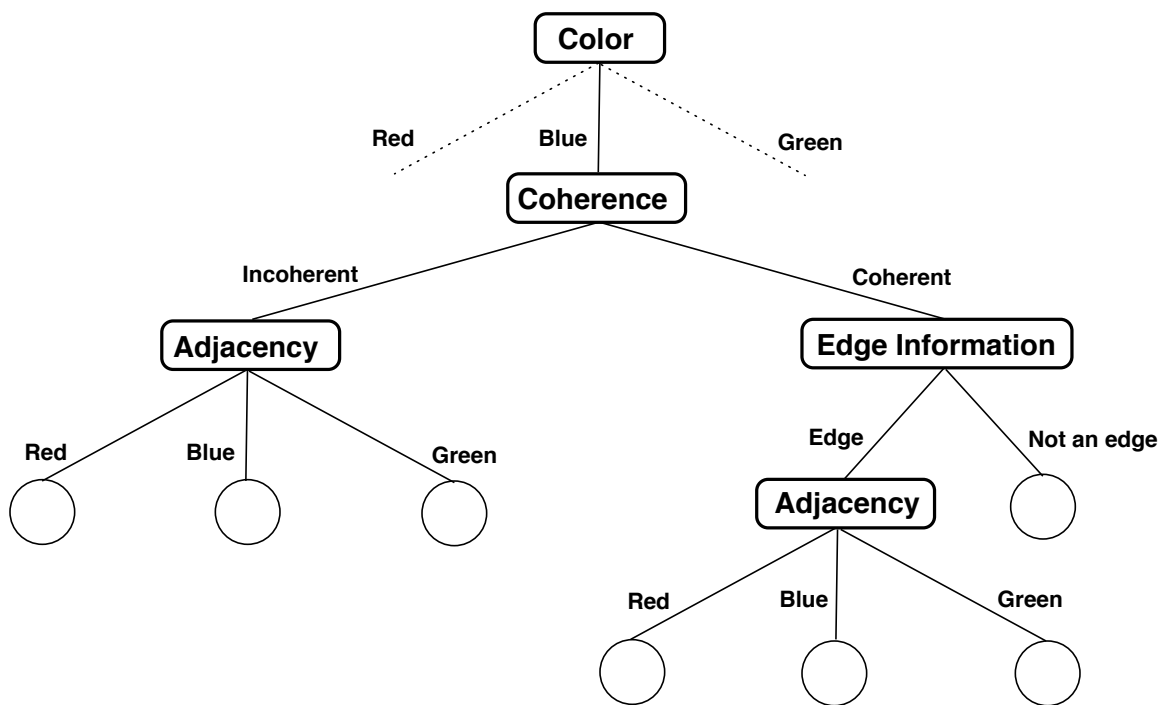 Color
Red
Blue
Green
Coherence
Incoherent
Coherent
Adjacency
Edge Information
Red
Blue
Green
Edge
Not an edge
Adjacency
Red
Blue
Green